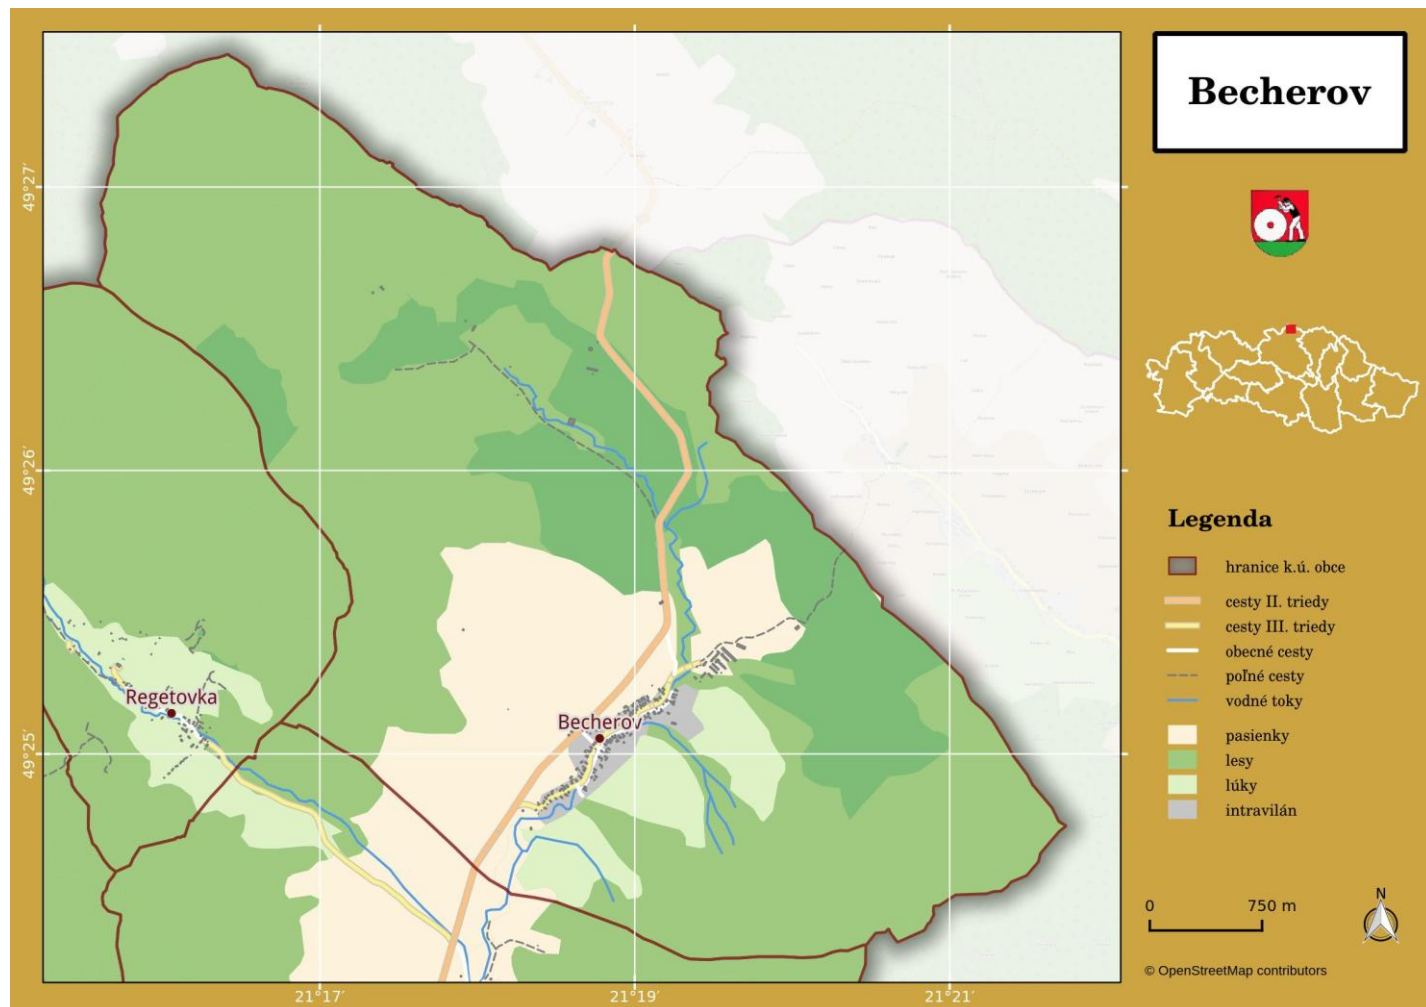 Becherov
49°27′
49°26′
49°25′
Regetovka
Becherov
21°17′
21°19′
21°21′
Legenda
hranice k.ú. obce
cesty II. triedy
cesty III. triedy
obecné cesty
poľné cesty
vodné toky
pasienky
lesy
lúky
intravilán
0 750 m
N
© OpenStreetMap contributors